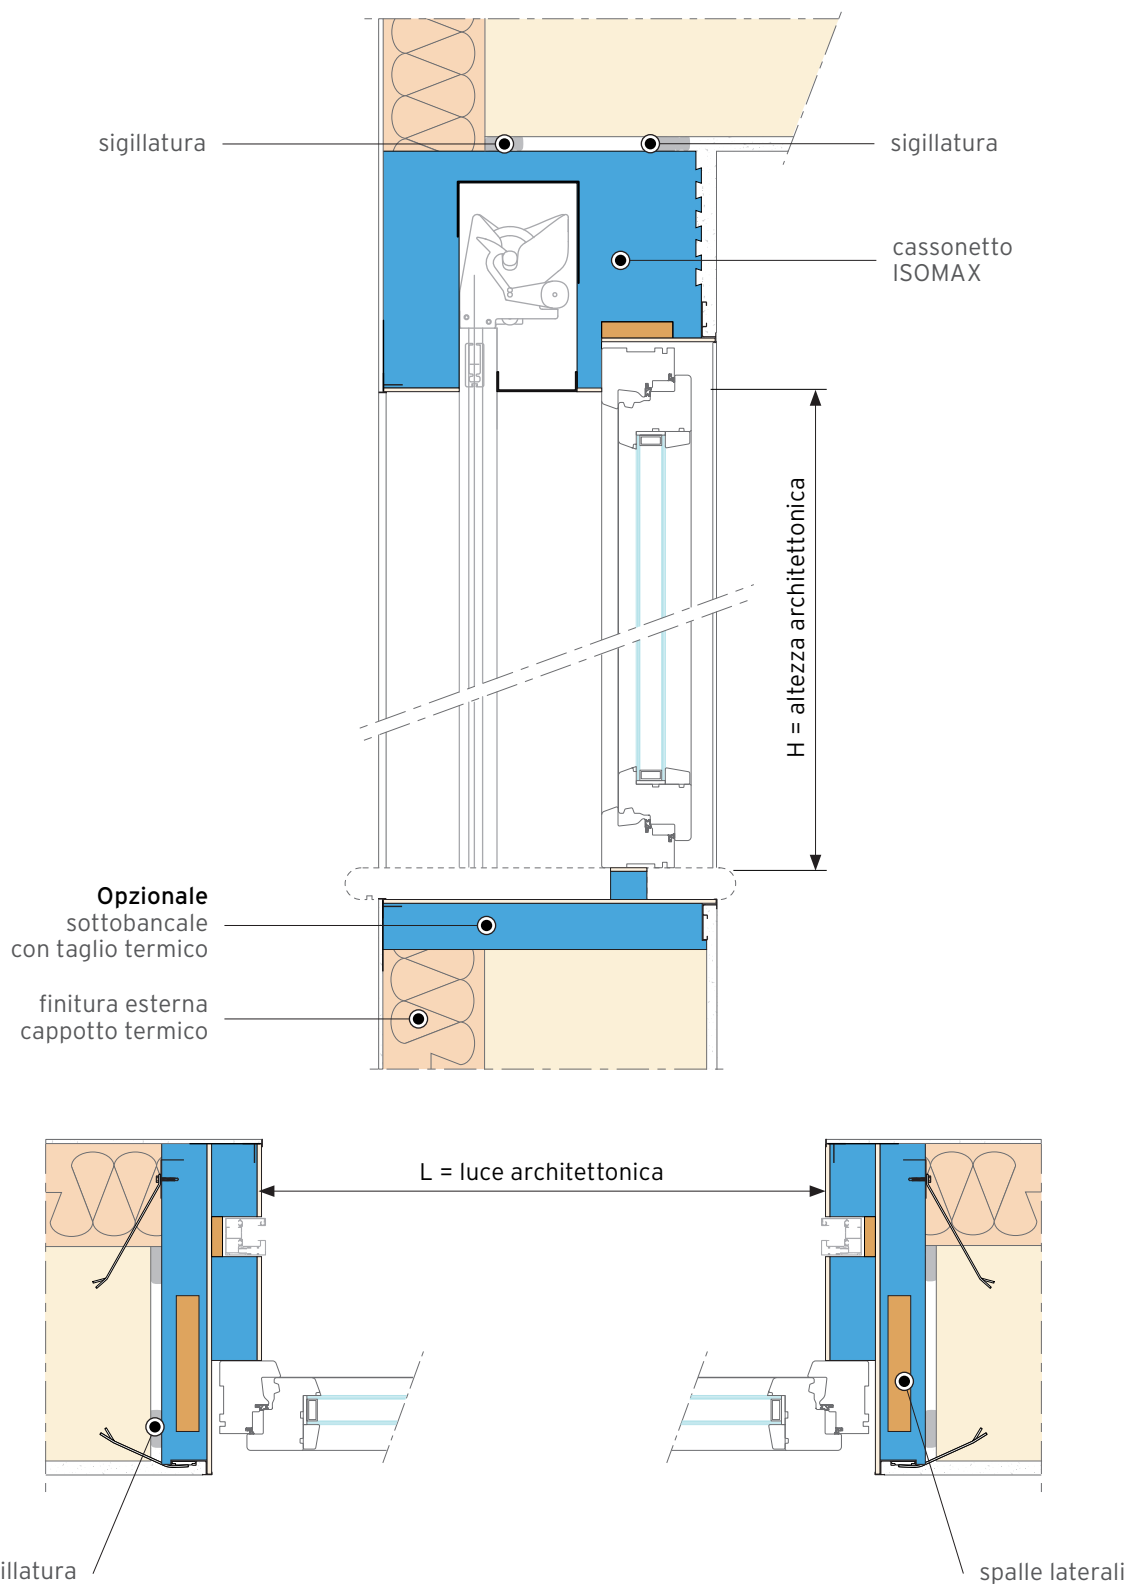 sigillatura
sigillatura
cassonetto
ISOMAX
H = altezza architettonica
Opzionale
sottobancale
con taglio termico
finitura esterna
cappotto termico
L = luce architettonica
illatura
spalle laterali